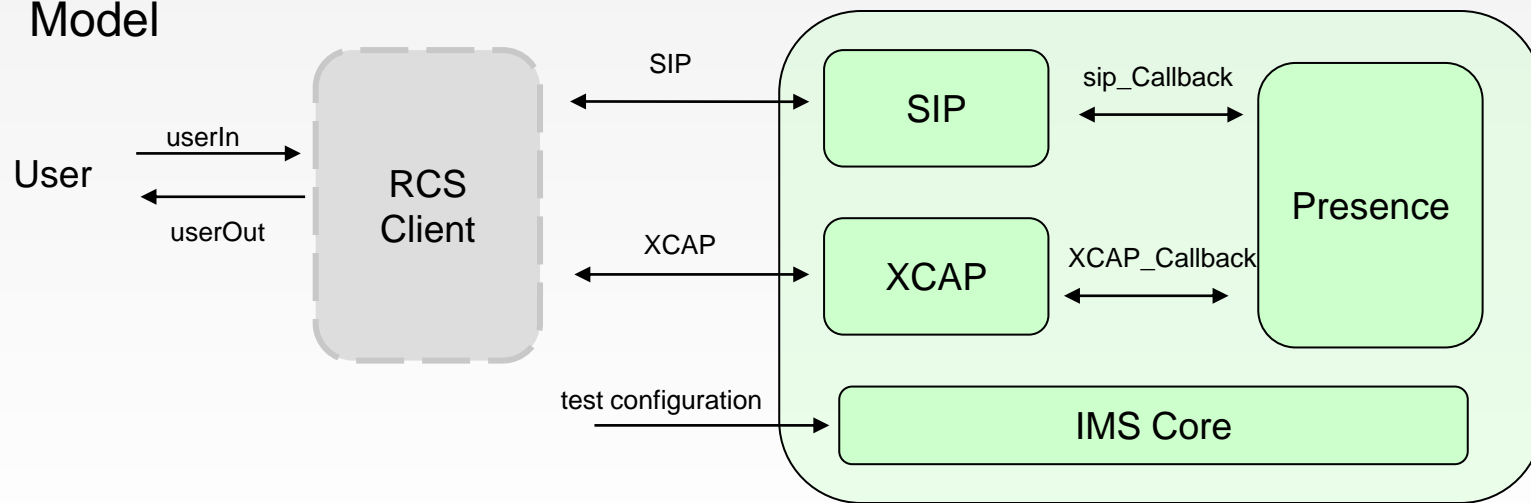 Model
User
userIn
userOut
RCS
Client
SIP
XCAP
test configuration
SIP
sip_Callback
XCAP
XCAP_Callback
Presence
IMS Core